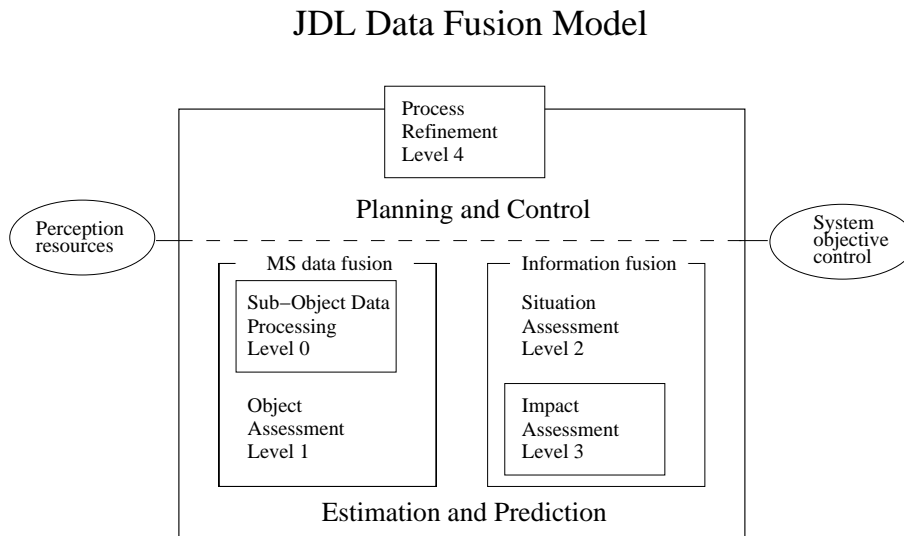 JDL Data Fusion Model
Process
Refinement
Level 4
Planning and Control
Perception
resources
System
objective
control
MS data fusion
Sub−Object Data
Processing
Level 0
Object
Assessment
Level 1
Information fusion
Situation
Assessment
Level 2
Impact
Assessment
Level 3
Estimation and Prediction